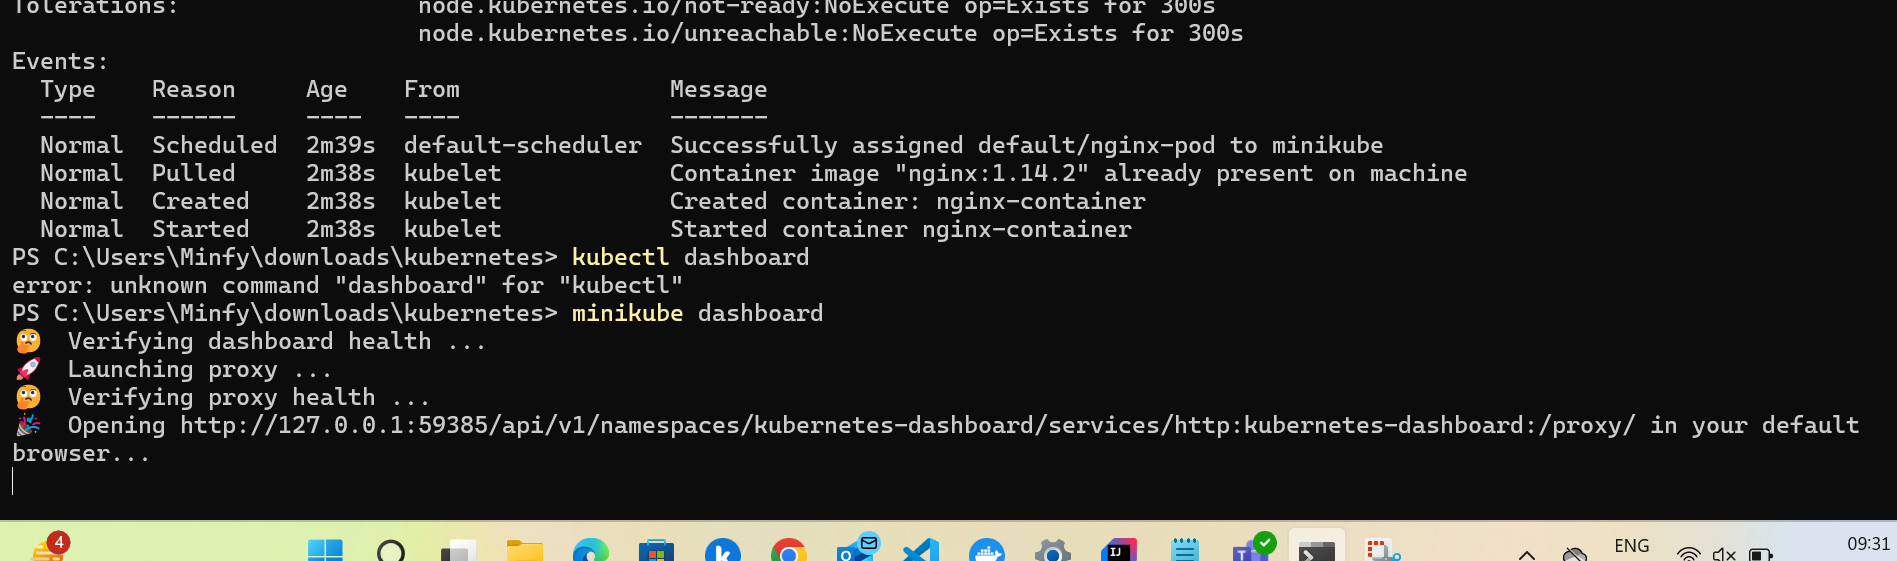 Tolerations: node.kubernetes.io/not-ready:NoExecute op=Exists for 300s
node.kubernetes.io/unreachable:NoExecute op=Exists for 300s
Events:
Type Reason Age From Message
---- ------ ---- ---- -------
Normal Scheduled 2m39s default-scheduler Successfully assigned default/nginx-pod to minikube
Normal Pulled 2m38s kubelet Container image "nginx:1.14.2" already present on machine
Normal Created 2m38s kubelet Created container: nginx-container
Normal Started 2m38s kubelet Started container nginx-container
PS C:\Users\Minfy\downloads\kubernetes> kubectl dashboard
error: unknown command "dashboard" for "kubectl"
PS C:\Users\Minfy\downloads\kubernetes> minikube dashboard
Verifying dashboard health ...
Launching proxy ...
Verifying proxy health ...
Opening http://127.0.0.1:59385/api/v1/namespaces/kubernetes-dashboard/services/http:kubernetes-dashboard:/proxy/ in your default
browser...
4
ENG
09:31